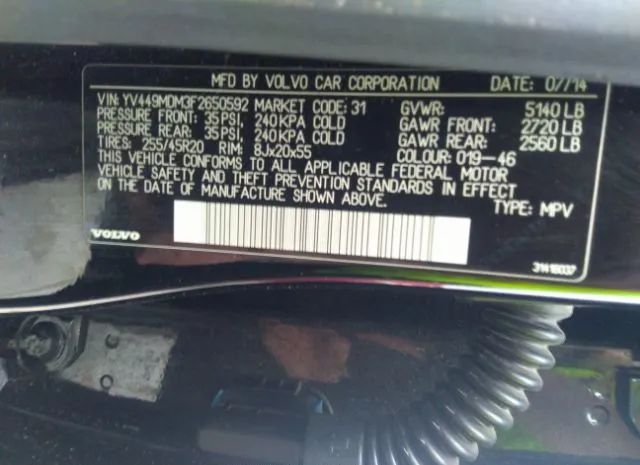 MFD BY VOLVO CAR CORPORATION DATE: 07/14
VIN: YV449MDM3F2650592 MARKET CODE: 31 GVWR: 5140 LB
PRESSURE FRONT: 35 PSI, 240 KPA COLD GAWR FRONT: 2720 LB
PRESSURE REAR: 35 PSI, 240 KPA COLD GAWR REAR: 2560 LB
TIRES: 255/45R20 RIM: 8Jx20x55 COLOUR: 019-46
THIS VEHICLE CONFORMS TO ALL APPLICABLE FEDERAL MOTOR
VEHICLE SAFETY AND THEFT PREVENTION STANDARDS IN EFFECT
ON THE DATE OF MANUFACTURE SHOWN ABOVE. TYPE: MPV
VOLVO 31418037